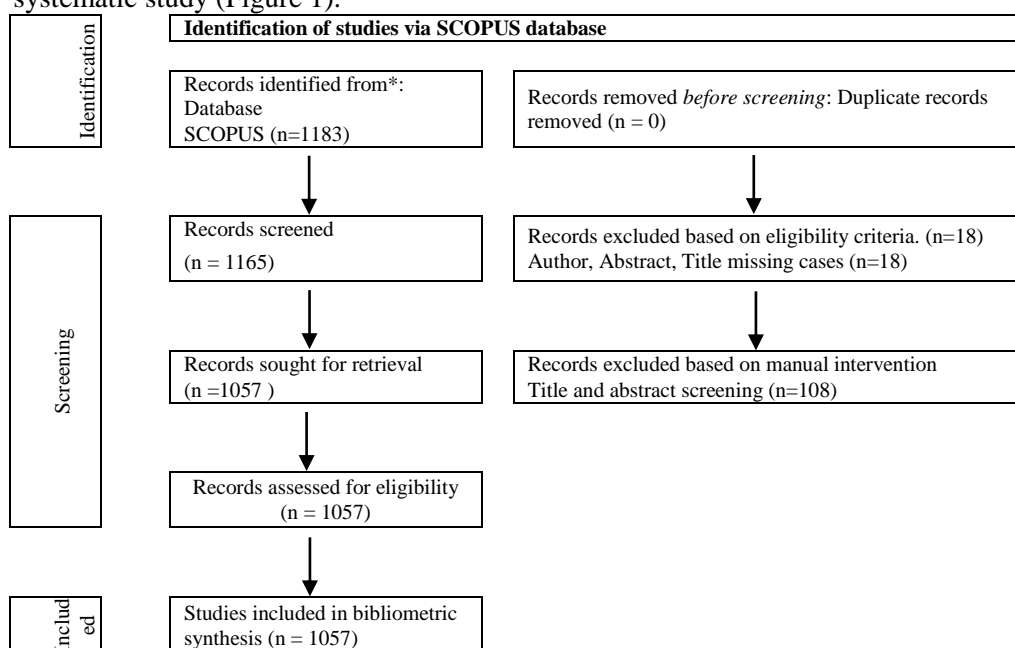 systematic study (Figure 1).
Identification of studies via SCOPUS database
Identification
Records identified from*:
Database
SCOPUS (n=1183)
Records removed before screening: Duplicate records
removed (n = 0)
Screening
Records screened
(n = 1165)
Records excluded based on eligibility criteria. (n=18)
Author, Abstract, Title missing cases (n=18)
Records sought for retrieval
(n =1057 )
Records excluded based on manual intervention
Title and abstract screening (n=108)
Records assessed for eligibility
(n = 1057)
Includ
ed
Studies included in bibliometric
synthesis (n = 1057)